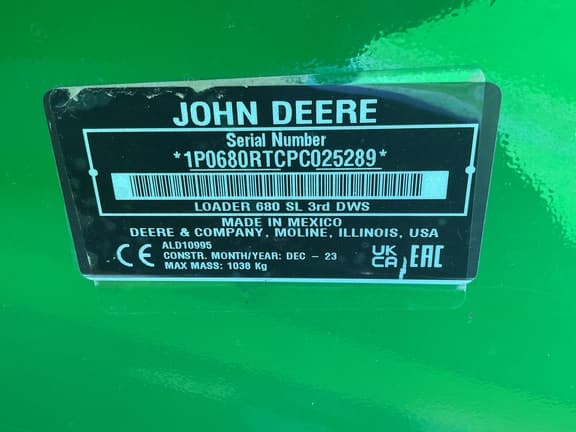 JOHN DEERE
Serial Number
*1P0680RTCPC025289*
LOADER 680 SL 3rd DWS
MADE IN MEXICO
DEERE & COMPANY, MOLINE, ILLINOIS, USA
ALD10995
CONSTR. MONTH/YEAR: DEC - 23
MAX MASS: 1038 Kg
CE
UK
CA
EAC